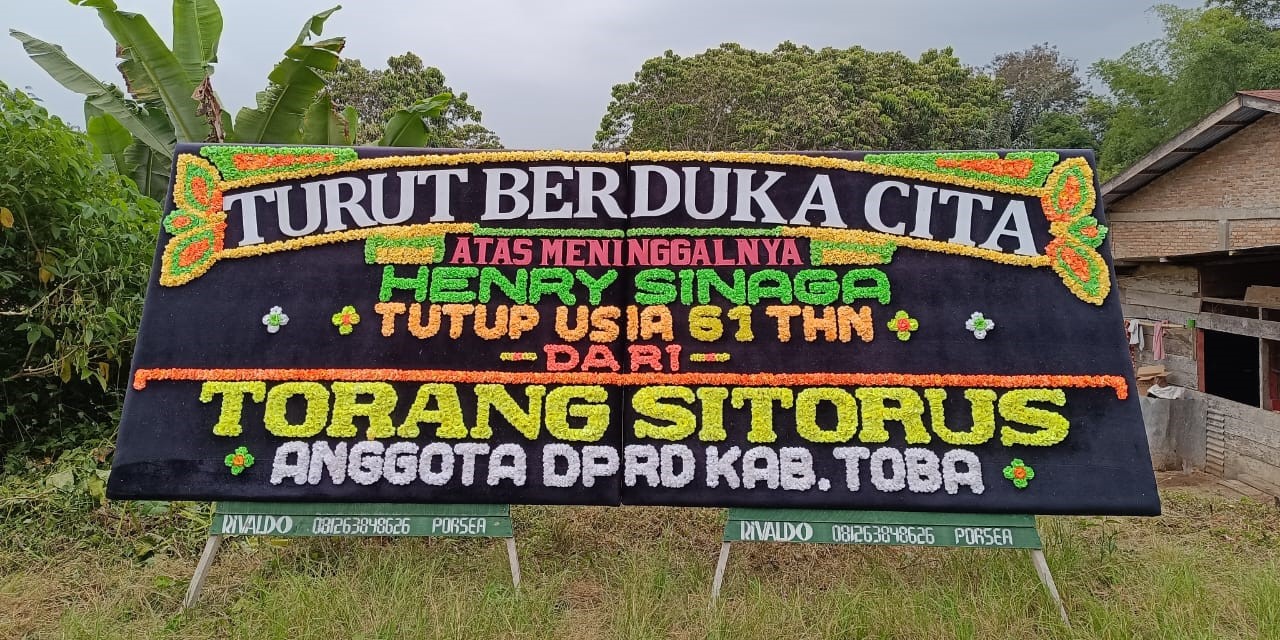 TURUT BERDUKA CITA
ATAS MENINGGALNYA
HENRY SINAGA
TUTUP USIA 61 THN
-DARI-
TORANG SITORUS
ANGGOTA DPRD KAB. TOBA
RIVALDO 081263848626 PORSEA
RIVALDO 081263848626 PORSEA